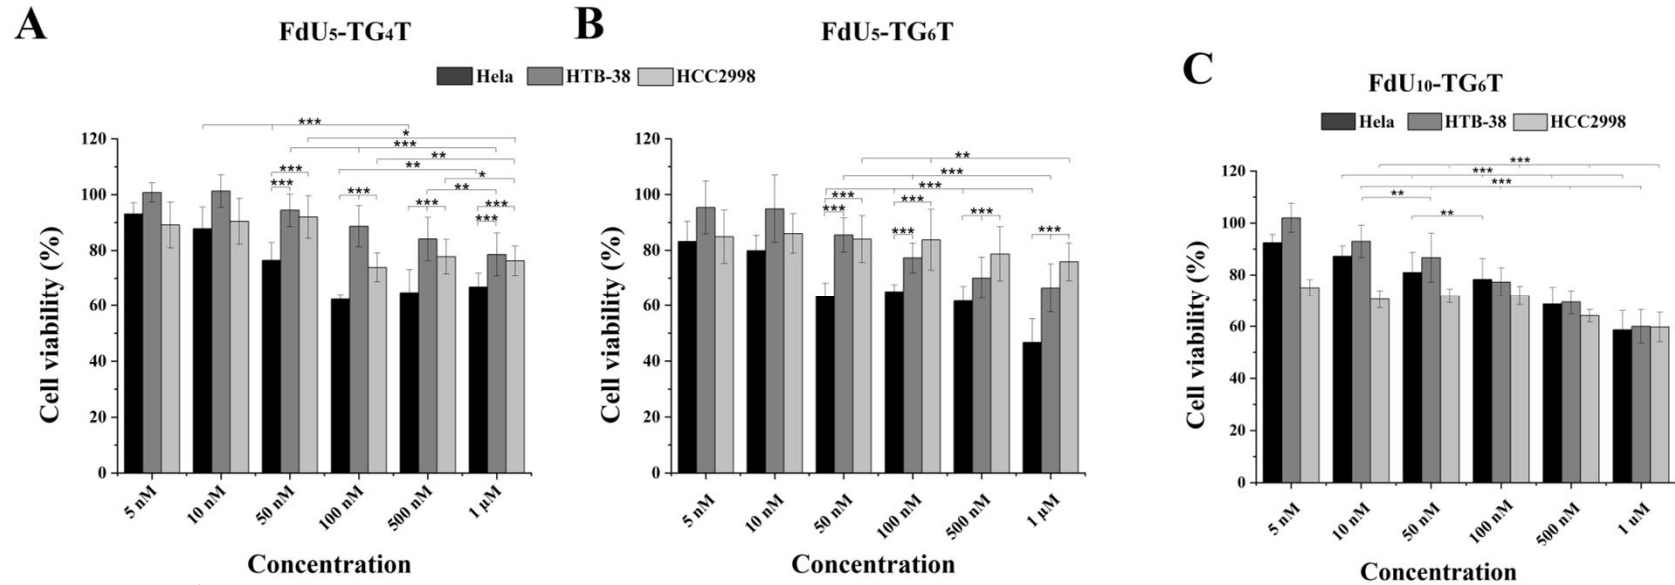 A
FdU5-TG4T
B
FdU5-TG6T
C
FdU10-TG6T
Hela HTB-38 HCC2998
Hela HTB-38 HCC2998
Cell viability (%)
120
100
80
60
40
20
0
*** * *** ** ** * **
*** *** *** *** *** ***
5 nM 10 nM 50 nM 100 nM 500 nM 1 µM
Concentration
Cell viability (%)
120
100
80
60
40
20
0
** *** ***
*** *** *** *** *** ***
5 nM 10 nM 50 nM 100 nM 500 nM 1 µM
Concentration
Cell viability (%)
120
100
80
60
40
20
0
*** *** *** ** **
5 nM 10 nM 50 nM 100 nM 500 nM 1 uM
Concentration